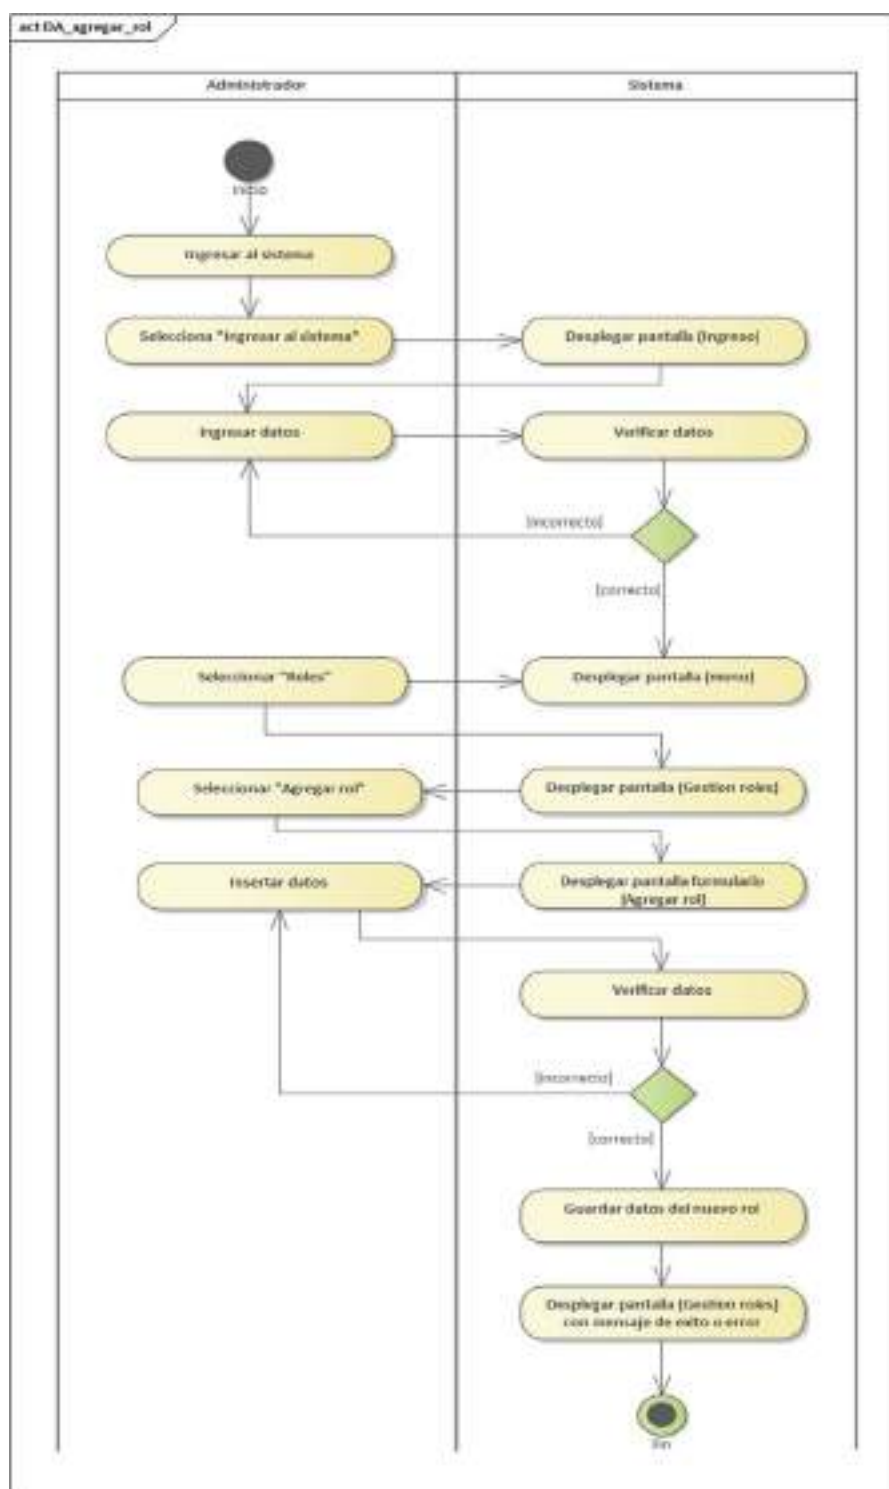 act DA_agregar_rol
Administrador
Sistema
Inicio
Ingresar al sistema
Selecciona "Ingresar al sistema"
Desplegar pantalla (Ingreso)
Ingresar datos
Verificar datos
[incorrecto]
[correcto]
Seleccionar "Roles"
Desplegar pantalla (menu)
Seleccionar "Agregar rol"
Desplegar pantalla (Gestion roles)
Insertar datos
Desplegar pantalla formulario
(Agregar rol)
Verificar datos
[incorrecto]
[correcto]
Guardar datos del nuevo rol
Desplegar pantalla (Gestion roles)
con mensaje de exito o error
Fin